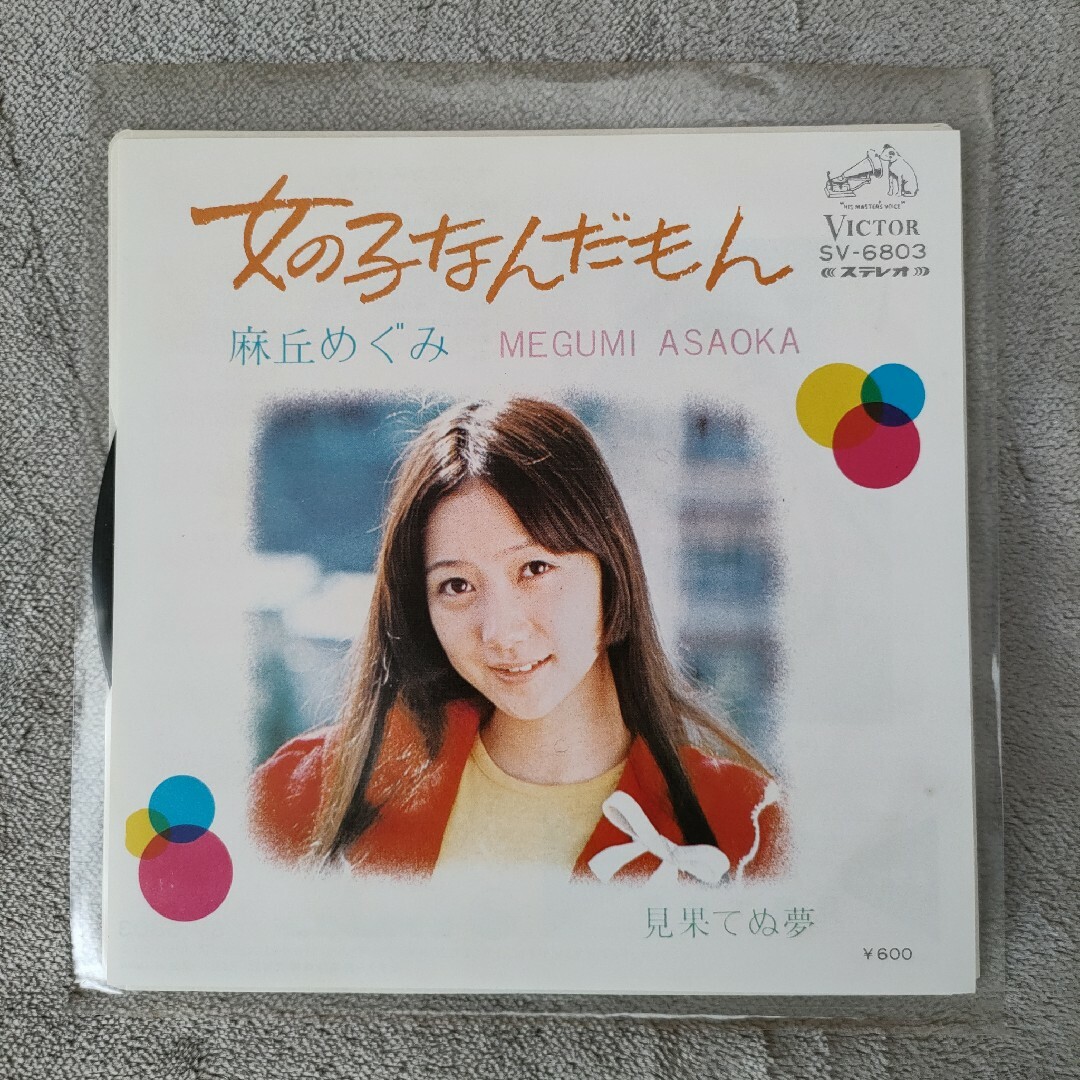 "HIS MASTER'S VOICE"
VICTOR
SV-6803
ステレオ
女の子なんだもん
麻丘めぐみ MEGUMI ASAOKA
見果てぬ夢
¥600